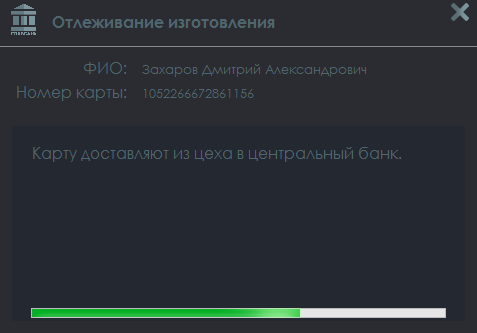 Отлеживание изготовления
ФИО: Захаров Дмитрий Александрович
Номер карты: 1052266672861156
Карту доставляют из цеха в центральный банк.